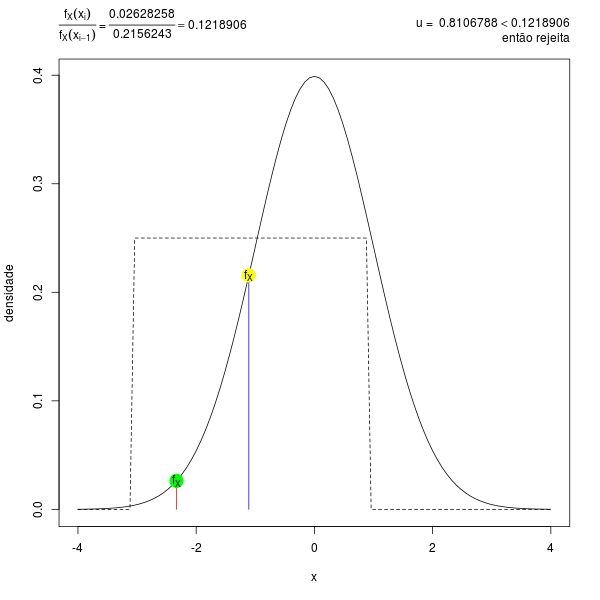 fX(xi) / fX(xi−1) = 0.02628258 / 0.2156243 = 0.1218906
u = 0.8106788 < 0.1218906
então rejeita
0.4
0.3
0.2
0.1
0.0
densidade
fX
fX
-4 -2 0 2 4
x